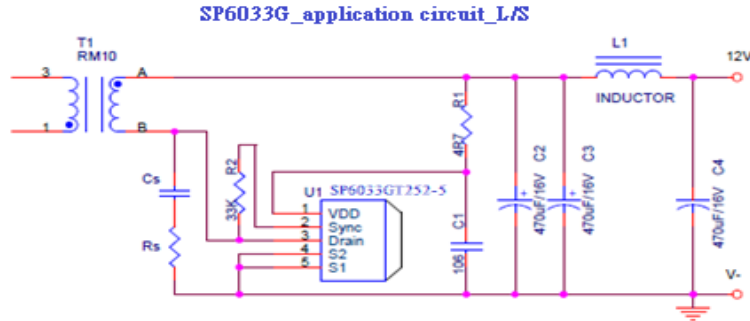 SP6033G_application circuit_L/S
T1
RM10
L1
12V
3
A
INDUCTOR
R1
4R7
1
B
Cs
R2
33K
U1
SP6033GT252-5
1
VDD
2
Sync
3
Drain
4
S2
5
S1
Rs
C1
106
470uF/16V C2
470uF/16V C3
470uF/16V C4
V-